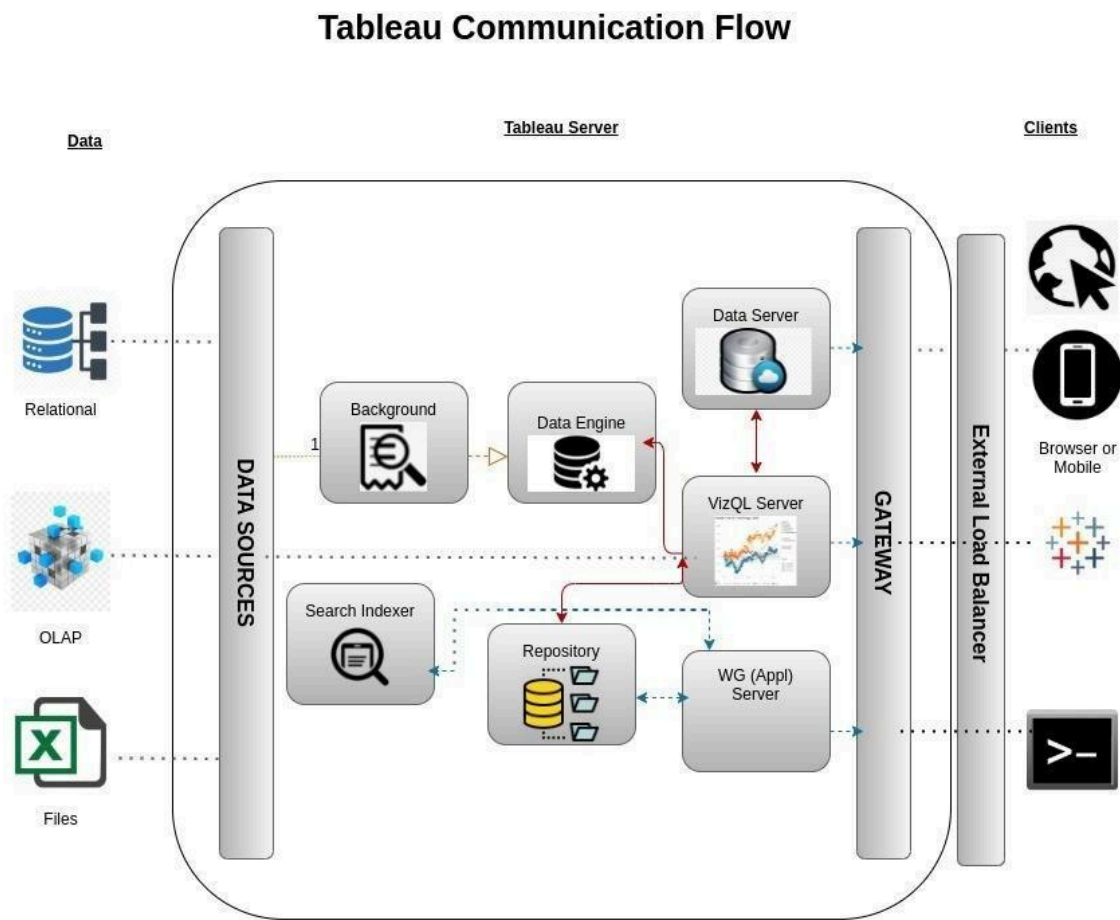 Tableau Communication Flow
Data
Tableau Server
Clients
Relational
OLAP
Files
DATA SOURCES
1
Background
Data Engine
Data Server
VizQL Server
Search Indexer
Repository
WG (Appl)
Server
GATEWAY
External Load Balancer
Browser or
Mobile
X
>-